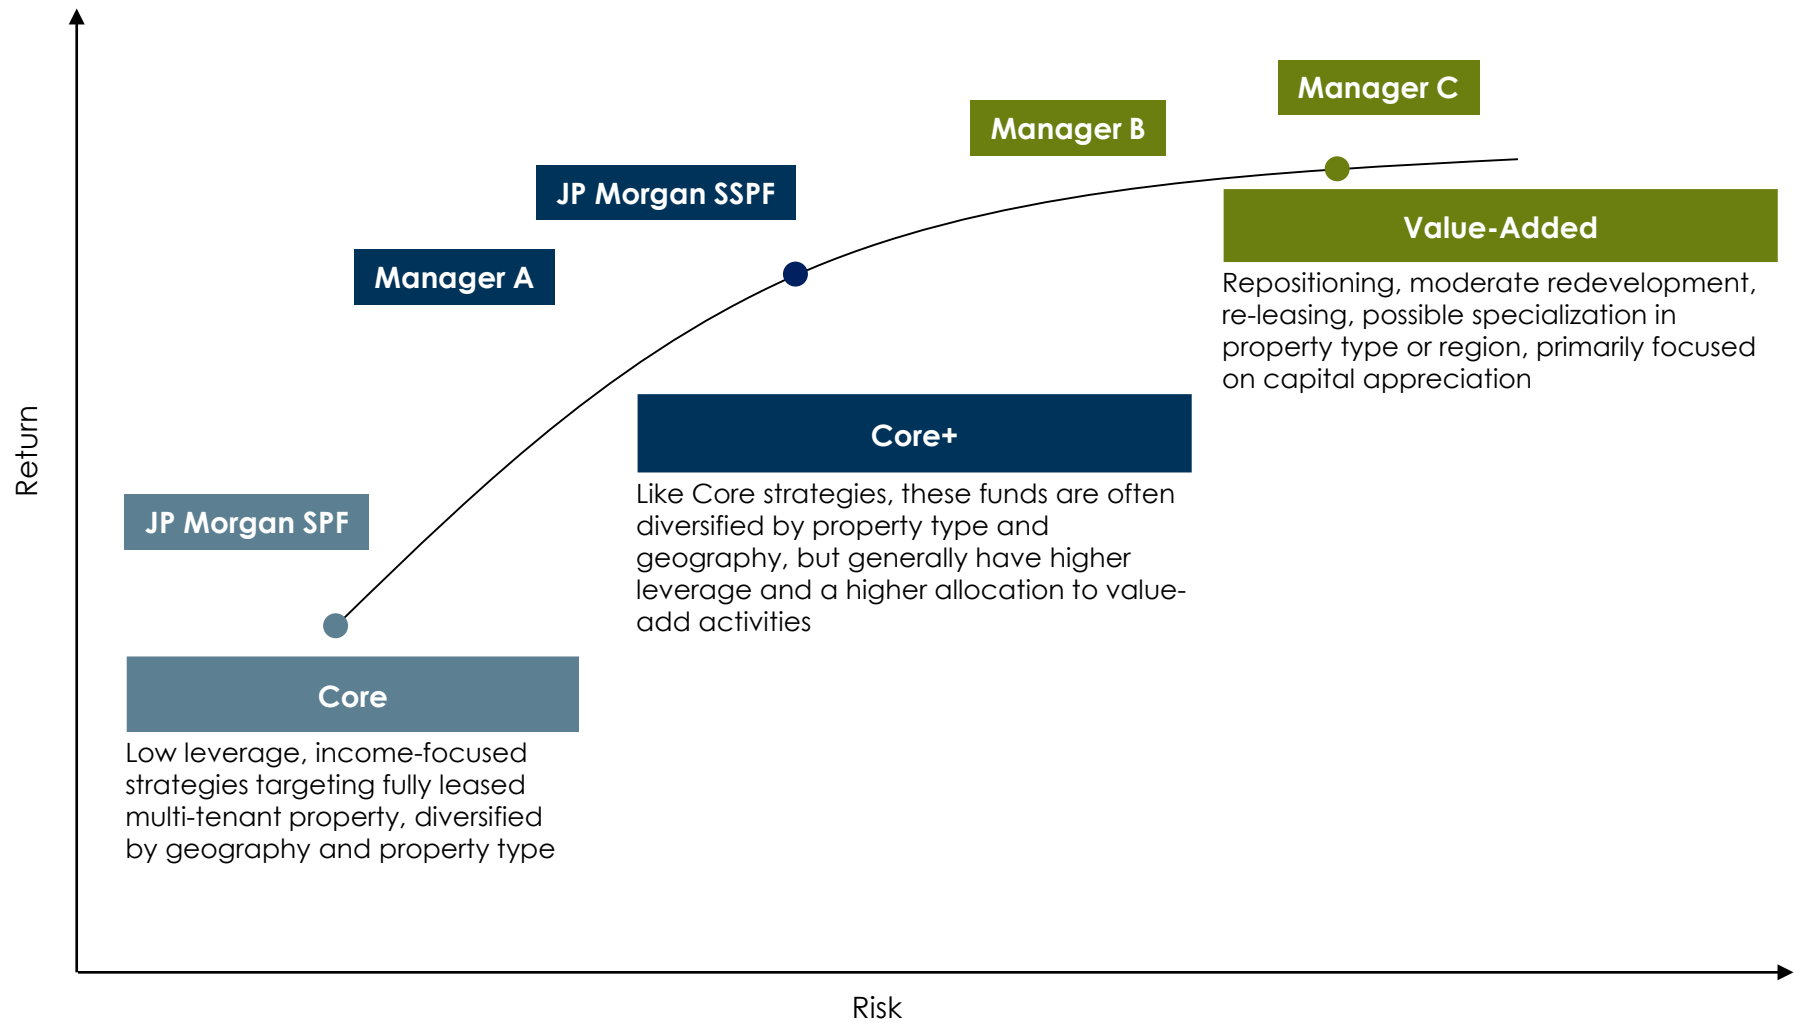 Manager C
Manager B
JP Morgan SSPF
Manager A
Value-Added
Repositioning, moderate redevelopment,
re-leasing, possible specialization in
property type or region, primarily focused
on capital appreciation
Core+
Like Core strategies, these funds are often
diversified by property type and
geography, but generally have higher
leverage and a higher allocation to value-
add activities
Return
JP Morgan SPF
Core
Low leverage, income-focused
strategies targeting fully leased
multi-tenant property, diversified
by geography and property type
Risk